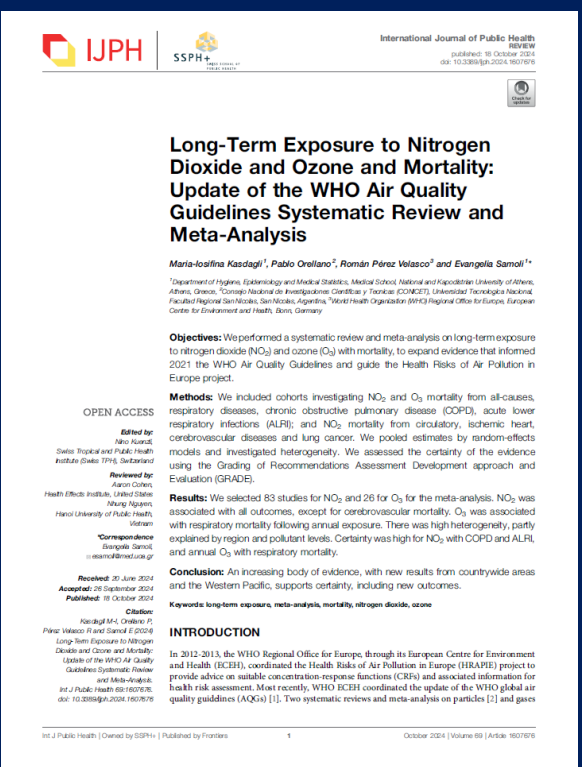 IJPH
SSPH+
SWISS SCHOOL OF
PUBLIC HEALTH
International Journal of Public Health
REVIEW
published: 18 October 2024
doi: 10.3389/ijph.2024.1607676
Check for
updates
Long-Term Exposure to Nitrogen
Dioxide and Ozone and Mortality:
Update of the WHO Air Quality
Guidelines Systematic Review and
Meta-Analysis
Maria-Iosifina Kasdagli 1, Pablo Orellano 2, Román Pérez Velasco 3 and Evangelia Samoli 1*
1Department of Hygiene, Epidemiology and Medical Statistics, Medical School, National and Kapodistrian University of Athens,
Athens, Greece, 2Consejo Nacional de Investigaciones Científicas y Tecnicas (CONICET), Universidad Tecnologica Nacional,
Facultad Regional San Nicolas, San Nicolas, Argentina, 3World Health Organization (WHO) Regional Office for Europe, European
Centre for Environment and Health, Bonn, Germany
Objectives: We performed a systematic review and meta-analysis on long-term exposure
to nitrogen dioxide (NO2) and ozone (O3) with mortality, to expand evidence that informed
2021 the WHO Air Quality Guidelines and guide the Health Risks of Air Pollution in
Europe project.
Methods: We included cohorts investigating NO2 and O3 mortality from all-causes,
respiratory diseases, chronic obstructive pulmonary disease (COPD), acute lower
respiratory infections (ALRI); and NO2 mortality from circulatory, ischemic heart,
cerebrovascular diseases and lung cancer. We pooled estimates by random-effects
models and investigated heterogeneity. We assessed the certainty of the evidence
using the Grading of Recommendations Assessment Development approach and
Evaluation (GRADE).
Results: We selected 83 studies for NO2 and 26 for O3 for the meta-analysis. NO2 was
associated with all outcomes, except for cerebrovascular mortality. O3 was associated
with respiratory mortality following annual exposure. There was high heterogeneity, partly
explained by region and pollutant levels. Certainty was high for NO2 with COPD and ALRI,
and annual O3 with respiratory mortality.
Conclusion: An increasing body of evidence, with new results from countrywide areas
and the Western Pacific, supports certainty, including new outcomes.
Keywords: long-term exposure, meta-analysis, mortality, nitrogen dioxide, ozone
OPEN ACCESS
Edited by:
Nino Kuenzli,
Swiss Tropical and Public Health
Institute (Swiss TPH), Switzerland
Reviewed by:
Aaron Cohen,
Health Effects Institute, United States
Nhung Nguyen,
Hanoi University of Public Health,
Vietnam
*Correspondence
Evangelia Samoli,
esamoli@med.uoa.gr
Received: 20 June 2024
Accepted: 26 September 2024
Published: 18 October 2024
Citation:
Kasdagli M-I, Orellano P,
Pérez Velasco R and Samoli E (2024)
Long-Term Exposure to Nitrogen
Dioxide and Ozone and Mortality:
Update of the WHO Air Quality
Guidelines Systematic Review
and Meta-Analysis.
Int J Public Health 69:1607676.
doi: 10.3389/ijph.2024.1607676
INTRODUCTION
In 2012-2013, the WHO Regional Office for Europe, through its European Centre for Environment
and Health (ECEH), coordinated the Health Risks of Air Pollution in Europe (HRAPIE) project to
provide advice on suitable concentration-response functions (CRFs) and associated information for
health risk assessment. Most recently, WHO ECEH coordinated the update of the WHO global air
quality guidelines (AQGs) [1]. Two systematic reviews and meta-analysis on particles [2] and gases
Int J Public Health | Owned by SSPH+ | Published by Frontiers
1
October 2024 | Volume 69 | Article 1607676